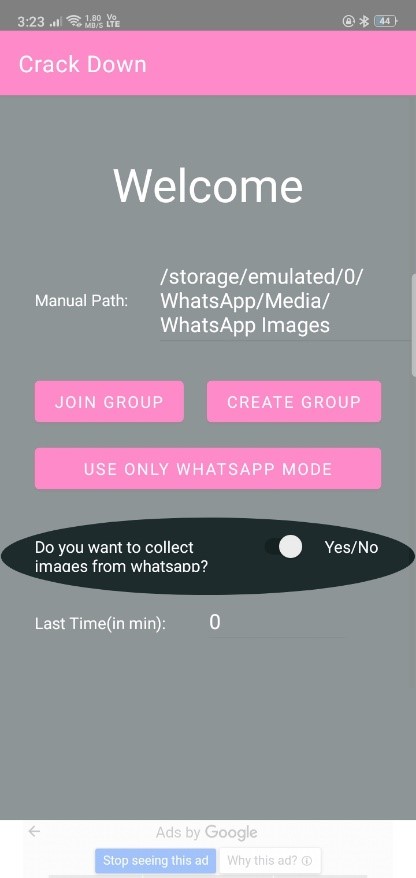 3:23 1.80 MB/S Vo LTE 44
Crack Down
Welcome
Manual Path:
/storage/emulated/0/
WhatsApp/Media/
WhatsApp Images
JOIN GROUP
CREATE GROUP
USE ONLY WHATSAPP MODE
Do you want to collect
images from whatsapp?
Yes/No
Last Time(in min):
0
Ads by Google
Stop seeing this ad
Why this ad?